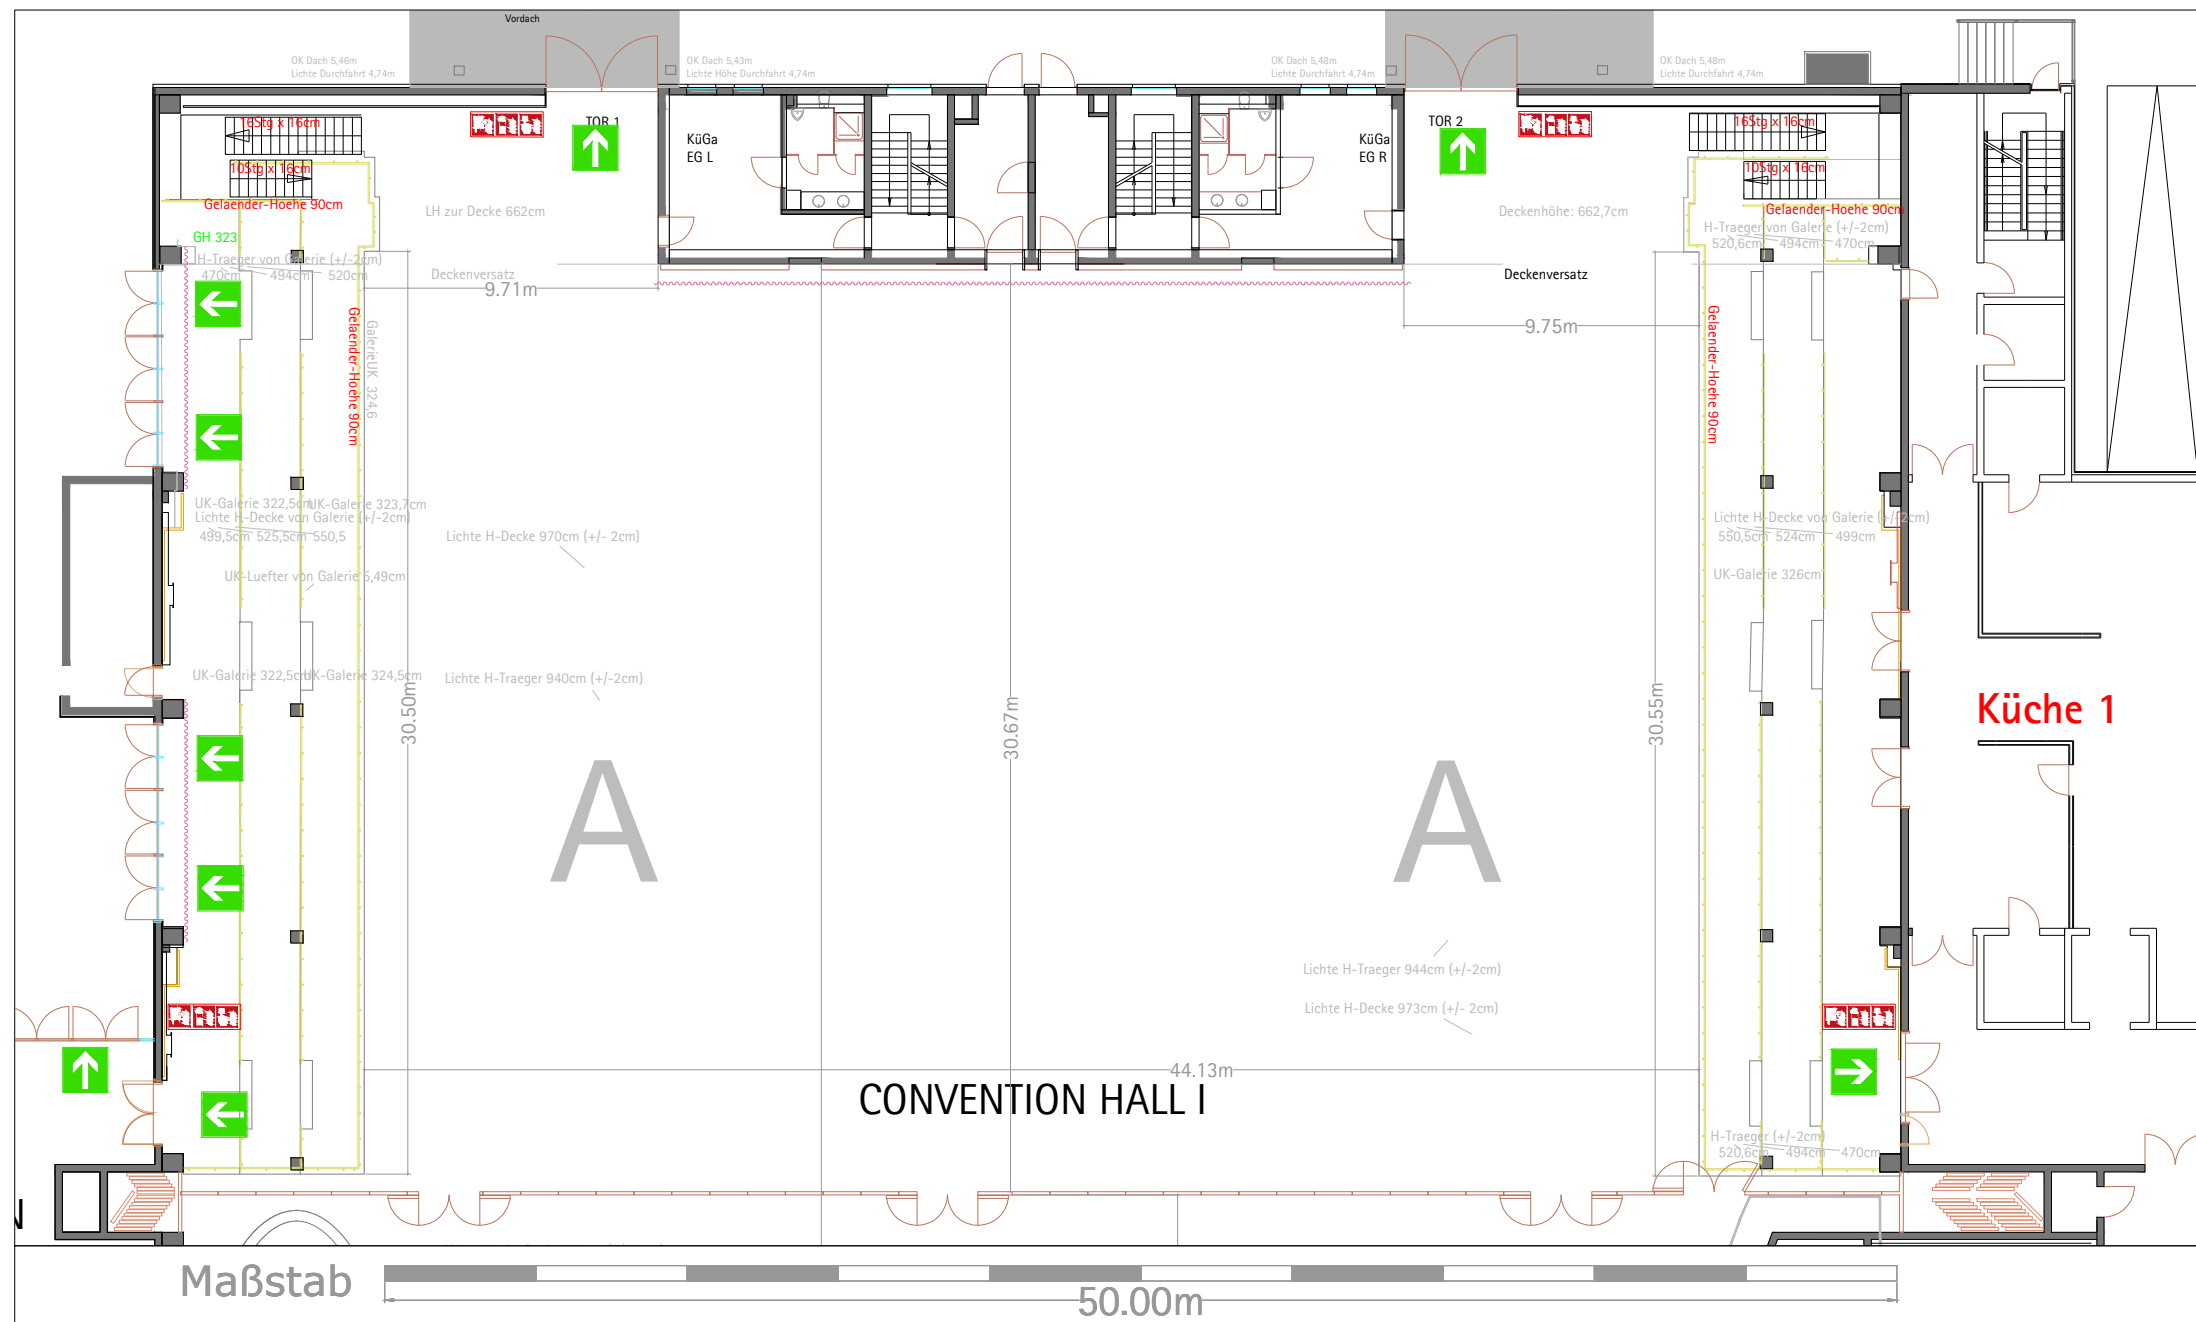 Vordach
OK Dach 5,46m
Lichte Durchfahrt 4,74m
OK Dach 5,43m
Lichte Höhe Durchfahrt 4,74m
OK Dach 5,48m
Lichte Durchfahrt 4,74m
OK Dach 5,48m
Lichte Durchfahrt 4,74m
16Stg x 16cm
TOR 1
KüGa
EG L
KüGa
EG R
TOR 2
16Stg x 16cm
10Stg x 16cm
10Stg x 16cm
Gelaender-Hoehe 90cm
LH zur Decke 662cm
Deckenhöhe: 662,7cm
Gelaender-Hoehe 90cm
GH 323
H-Traeger von Galerie (+/-2cm)
470cm 494cm 520cm
H-Traeger von Galerie (+/-2cm)
520,6cm 494cm 470cm
Deckenversatz
9.71m
Deckenversatz
9.75m
Gelaender-Hoehe 90cm
GalerieUK 324,6
Gelaender-Hoehe 90cm
UK-Galerie 322,5cm
UK-Galerie 323,7cm
Lichte H-Decke von Galerie (+/-2cm)
499,5cm 525,5cm 550,5
Lichte H-Decke 970cm (+/- 2cm)
Lichte H-Decke von Galerie (+/-2cm)
550,5cm 524cm 499cm
UK-Luefter von Galerie 5,49cm
UK-Galerie 326cm
UK-Galerie 322,5cm
UK-Galerie 324,5cm
Lichte H-Traeger 940cm (+/-2cm)
30.50m
30.67m
30.55m
Küche 1
A
A
Lichte H-Traeger 944cm (+/-2cm)
Lichte H-Decke 973cm (+/- 2cm)
44.13m
CONVENTION HALL I
H-Traeger (+/-2cm)
520,6cm 494cm 470cm
N
Maßstab
50.00m